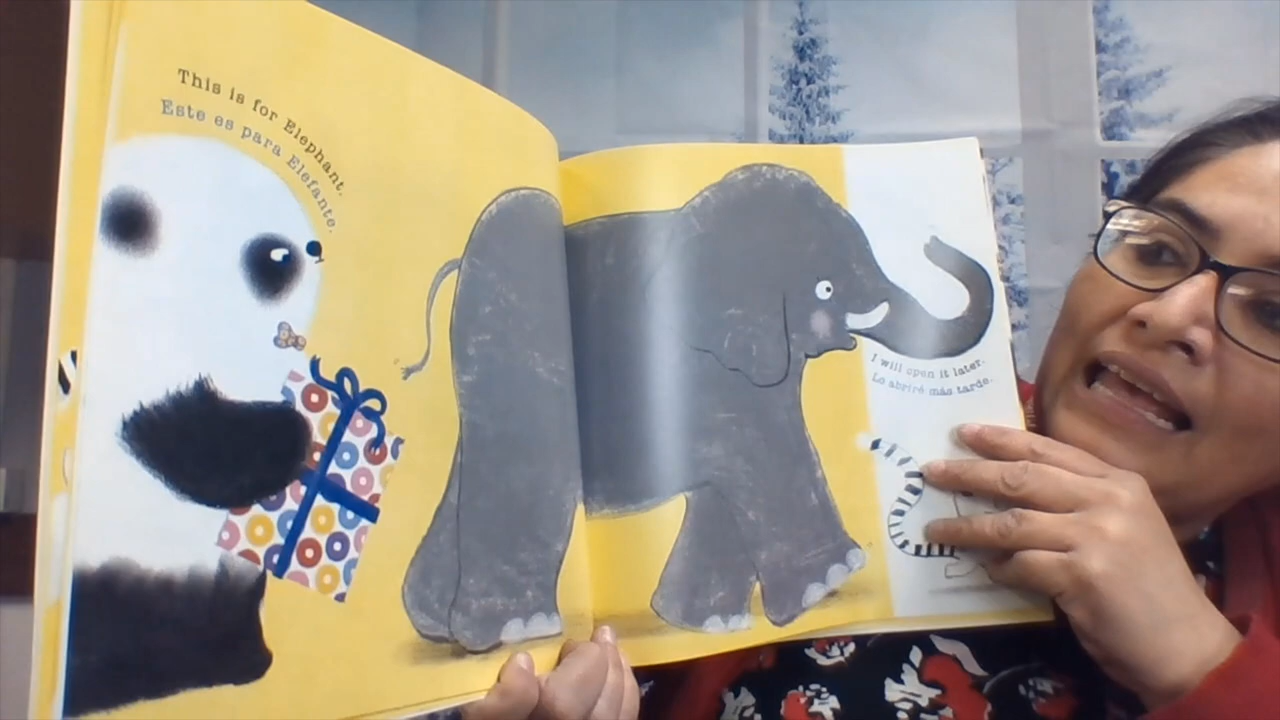 This is for Elephant.
Este es para Elefante.
I will open it later.
Lo abriré más tarde.